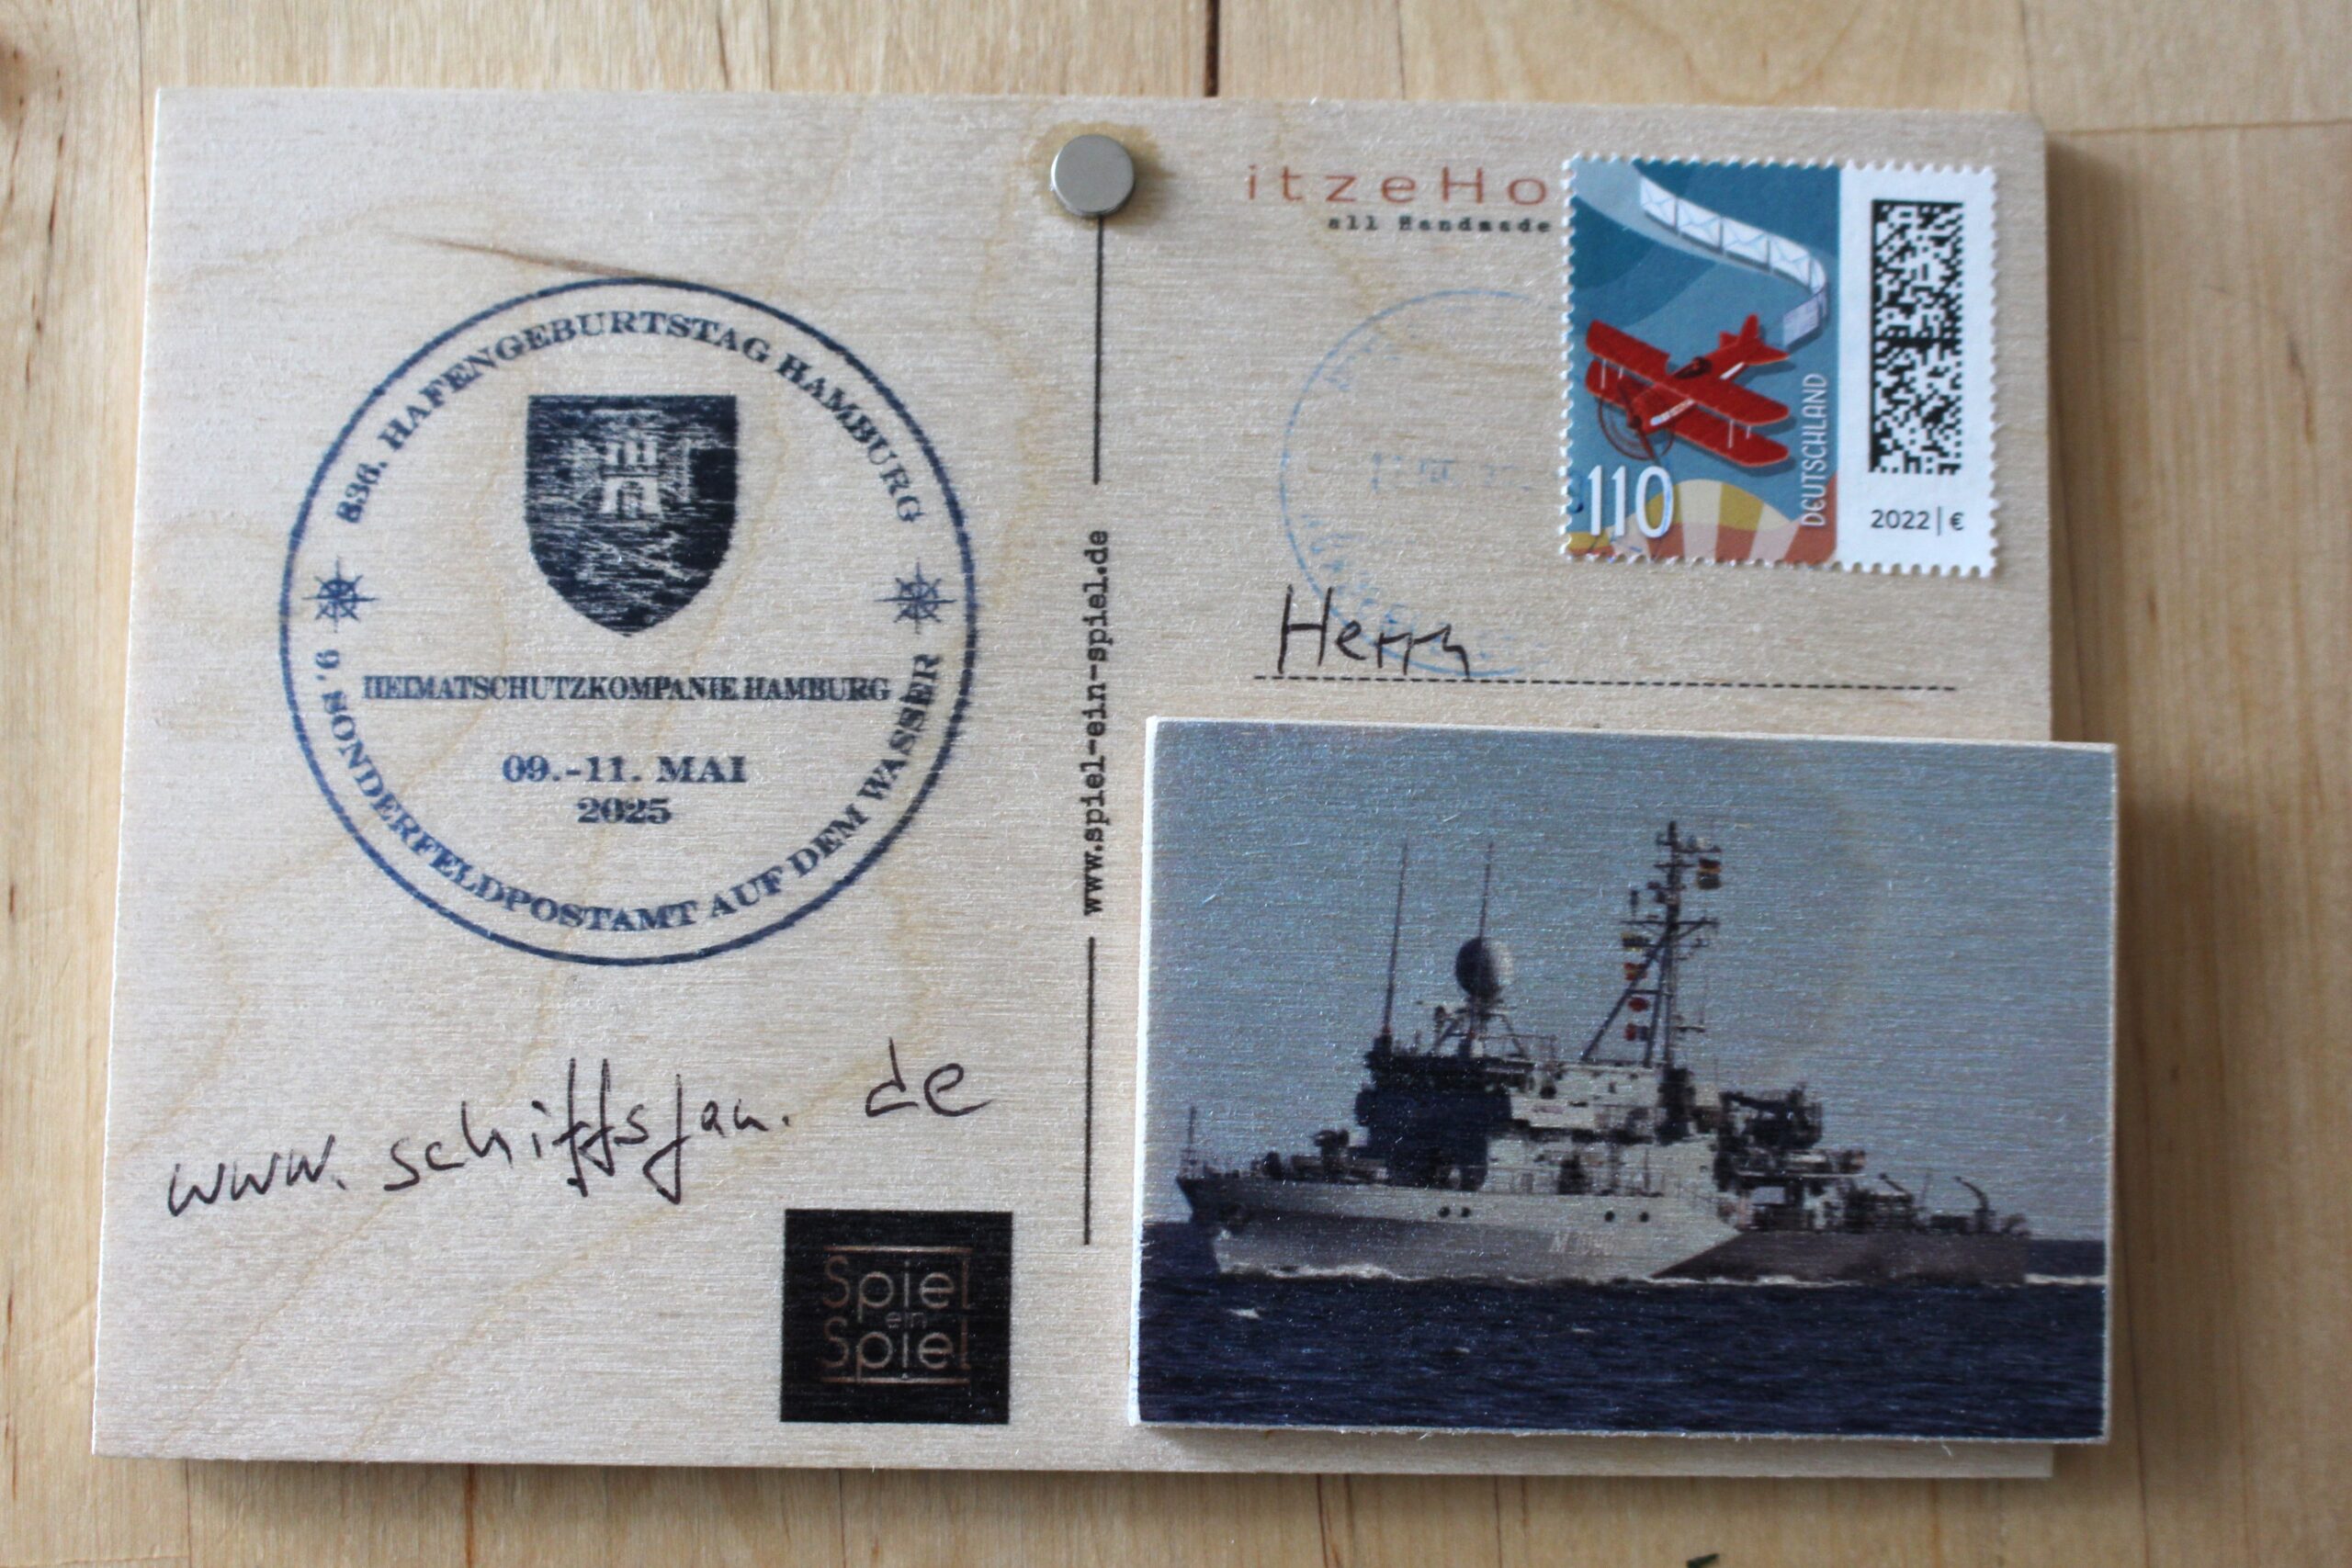 836. HAFENGEBURTSTAG HAMBURG
HEIMATSCHUTZKOMPANIE HAMBURG
09.-11. MAI
2025
9. SONDERFELDPOSTAMT AUF DEM WASSER
www.schiffsfan.de
Spiel
ein
Spiel
www.spiel-ein-spiel.de
itzeHo
all Handmade
110
DEUTSCHLAND
2022 | €
Herrn